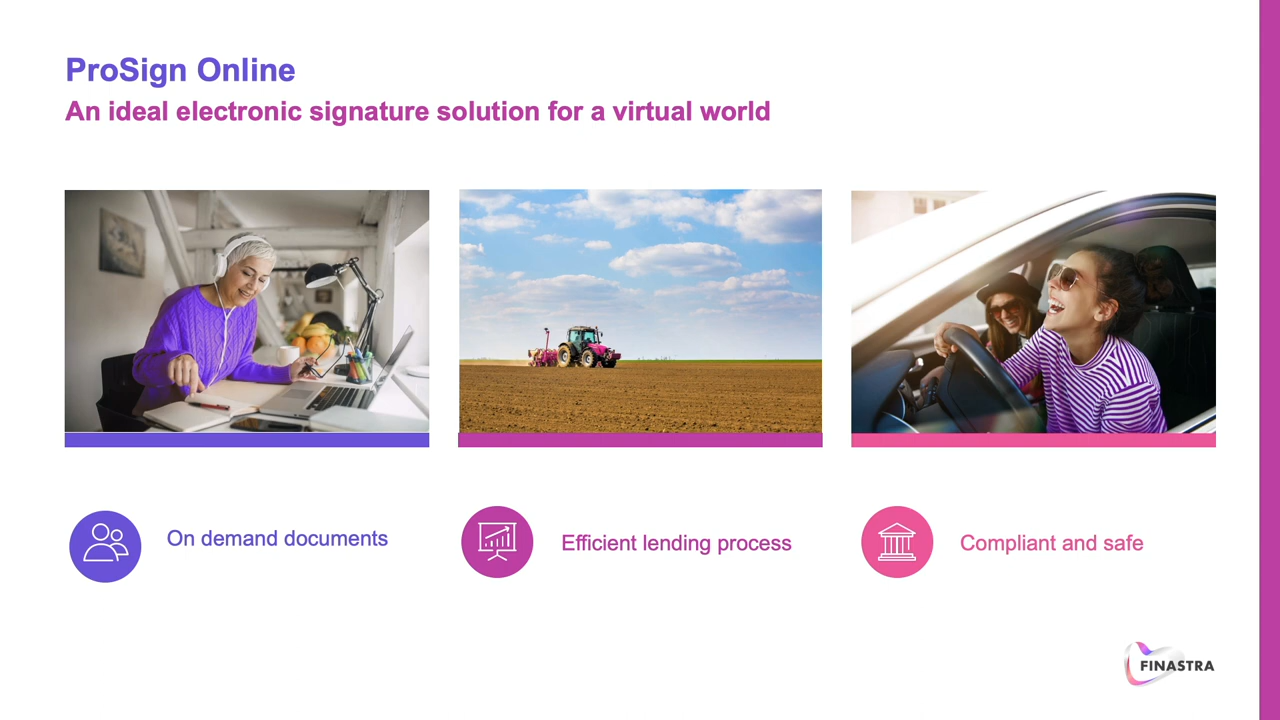 ProSign Online
An ideal electronic signature solution for a virtual world
On demand documents
Efficient lending process
Compliant and safe
FINASTRA